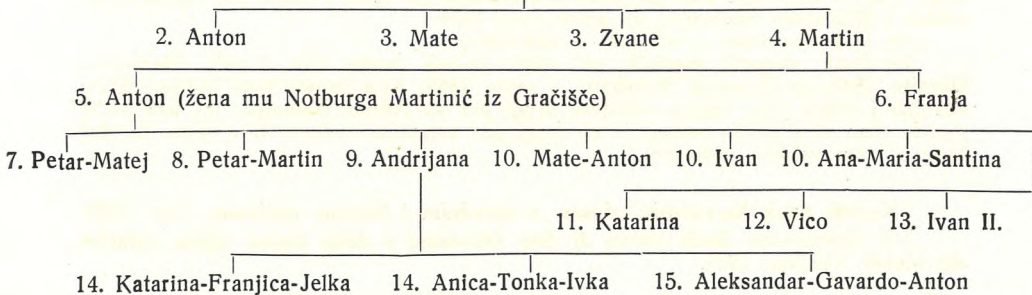 2. Anton 3. Mate 3. Zvane 4. Martin
5. Anton (žena mu Notburga Martinić iz Gračišče) 6. Franja
7. Petar-Matej 8. Petar-Martin 9. Andrijana 10. Mate-Anton 10. Ivan 10. Ana-Maria-Santina
11. Katarina 12. Vico 13. Ivan II.
14. Katarina-Franjica-Jelka 14. Anica-Tonka-Ivka 15. Aleksandar-Gavardo-Anton